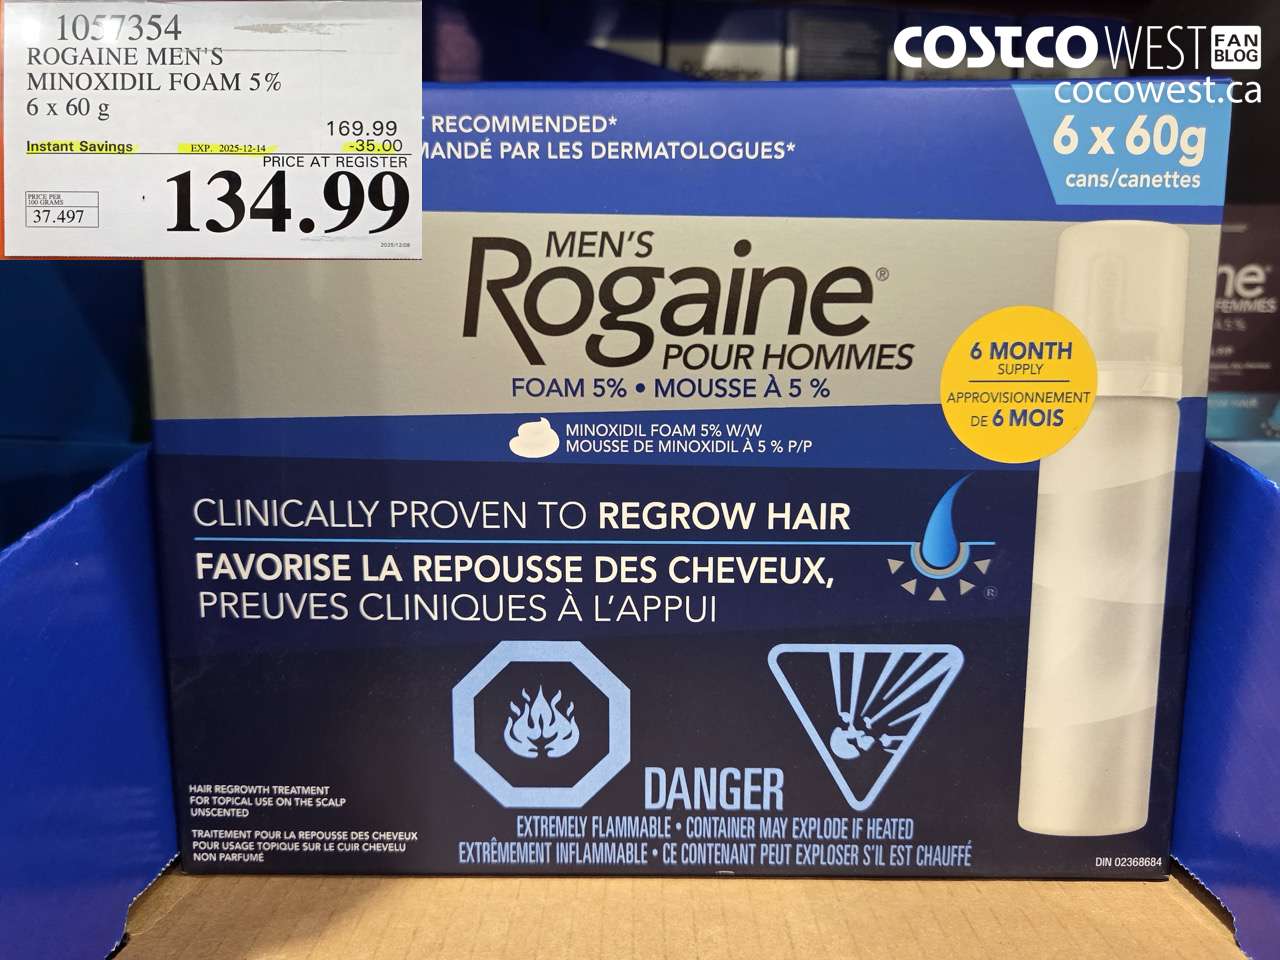 1057354
ROGAINE MEN'S
MINOXIDIL FOAM 5%
6 x 60 g
169.99
Instant Savings EXP. 2025-12-14 -35.00
PRICE AT REGISTER
134.99
PRICE PER
100 GRAMS
37.497
2025/12/08
COSTCO WEST FAN BLOG
cocowest.ca
RECOMMENDED*
MANDÉ PAR LES DERMATOLOGUES*
6 x 60g
cans/canettes
MEN'S
Rogaine®
POUR HOMMES
FOAM 5% • MOUSSE À 5 %
MINOXIDIL FOAM 5% W/W
MOUSSE DE MINOXIDIL À 5 % P/P
6 MONTH
SUPPLY
APPROVISIONNEMENT
DE 6 MOIS
CLINICALLY PROVEN TO REGROW HAIR
FAVORISE LA REPOUSSE DES CHEVEUX,
PREUVES CLINIQUES À L'APPUI
®
HAIR REGROWTH TREATMENT
FOR TOPICAL USE ON THE SCALP
UNSCENTED
TRAITEMENT POUR LA REPOUSSE DES CHEVEUX
POUR USAGE TOPIQUE SUR LE CUIR CHEVELU
NON PARFUMÉ
DANGER
EXTREMELY FLAMMABLE • CONTAINER MAY EXPLODE IF HEATED
EXTRÊMEMENT INFLAMMABLE • CE CONTENANT PEUT EXPLOSER S'IL EST CHAUFFÉ
DIN 02368684
ne
FEMMES